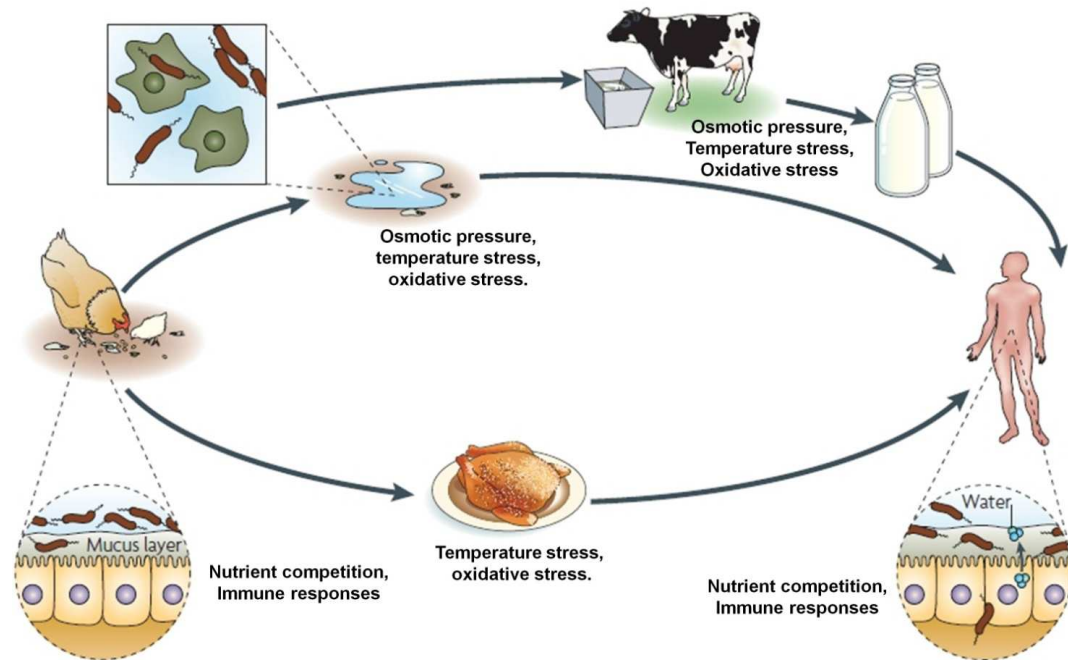 Osmotic pressure,
Temperature stress,
Oxidative stress
Osmotic pressure,
temperature stress,
oxidative stress.
Mucus layer
Nutrient competition,
Immune responses
Temperature stress,
oxidative stress.
Water
Nutrient competition,
Immune responses